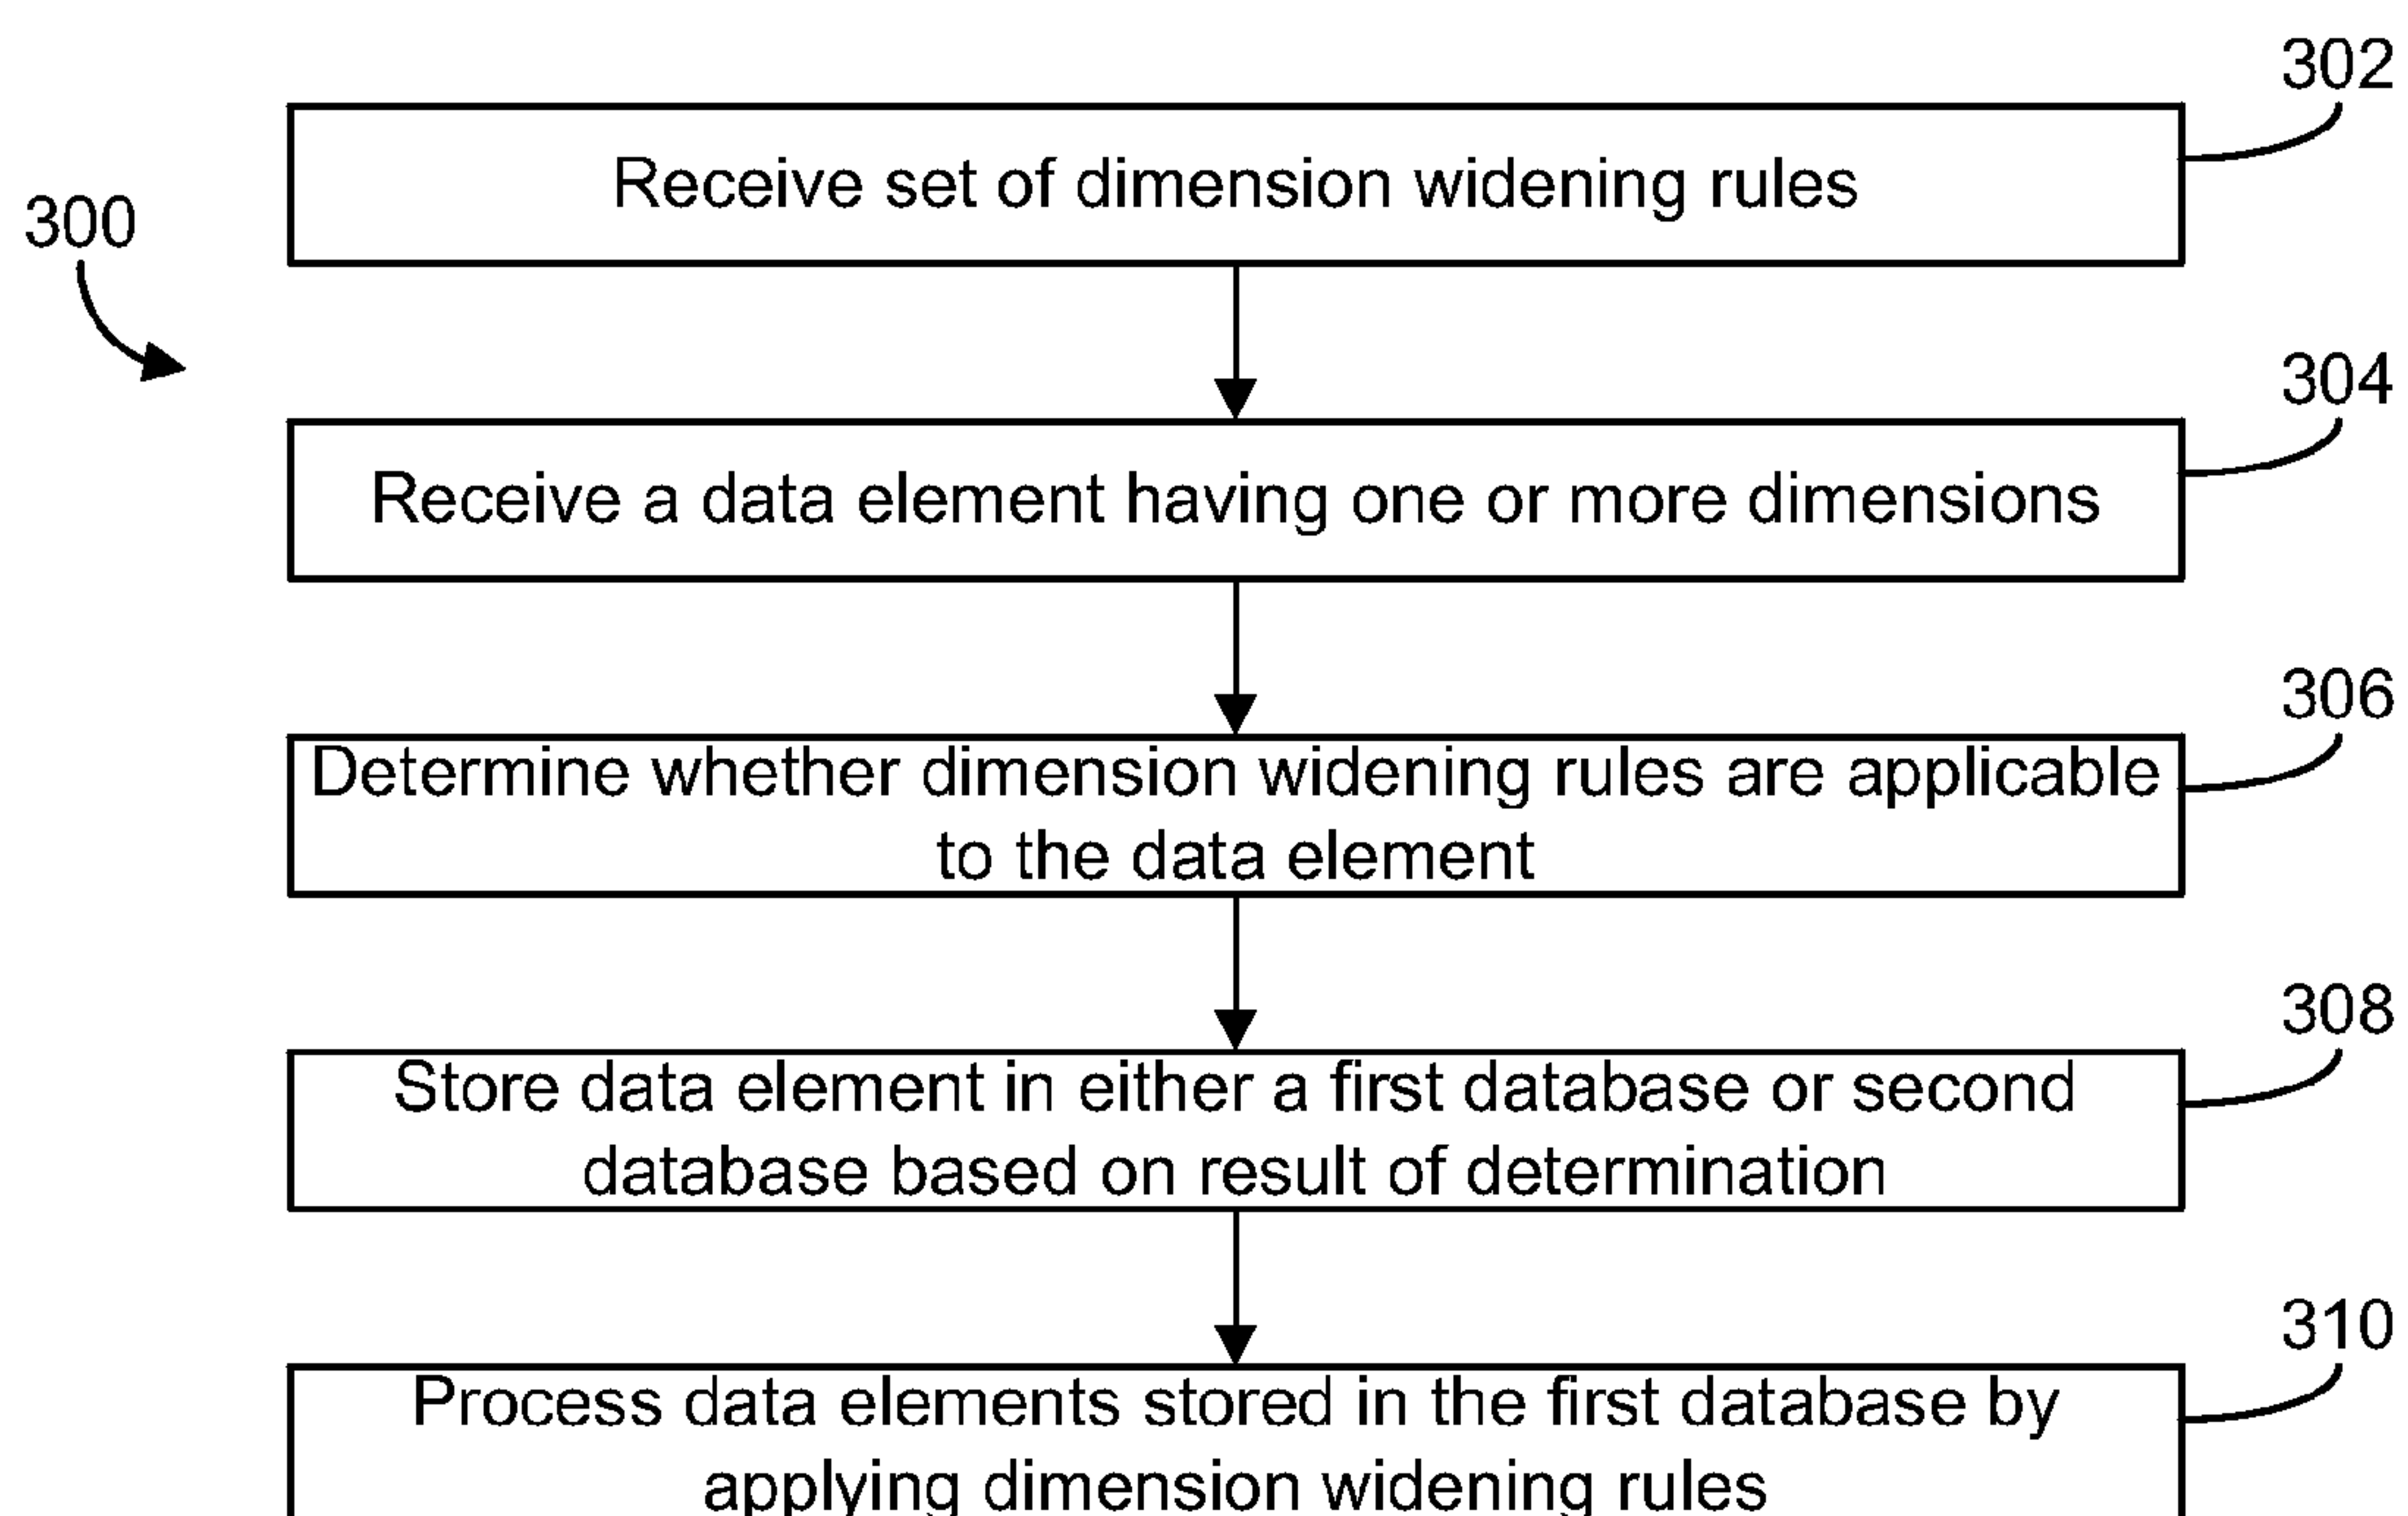 302
Receive set of dimension widening rules
300
304
Receive a data element having one or more dimensions
306
Determine whether dimension widening rules are applicable
to the data element
308
Store data element in either a first database or second
database based on result of determination
310
Process data elements stored in the first database by
applying dimension widening rules